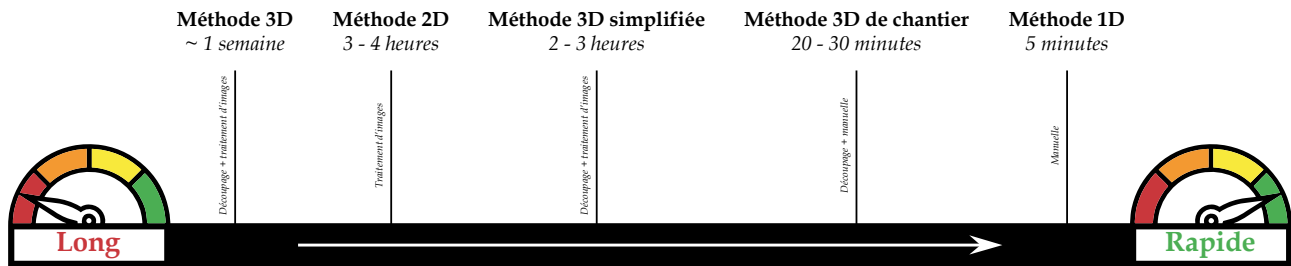 Méthode 3D
~ 1 semaine
Méthode 2D
3 - 4 heures
Méthode 3D simplifiée
2 - 3 heures
Méthode 3D de chantier
20 - 30 minutes
Méthode 1D
5 minutes
Découpage + traitement d'images
Traitement d'images
Découpage + traitement d'images
Découpage + manuelle
Manuelle
Long
Rapide